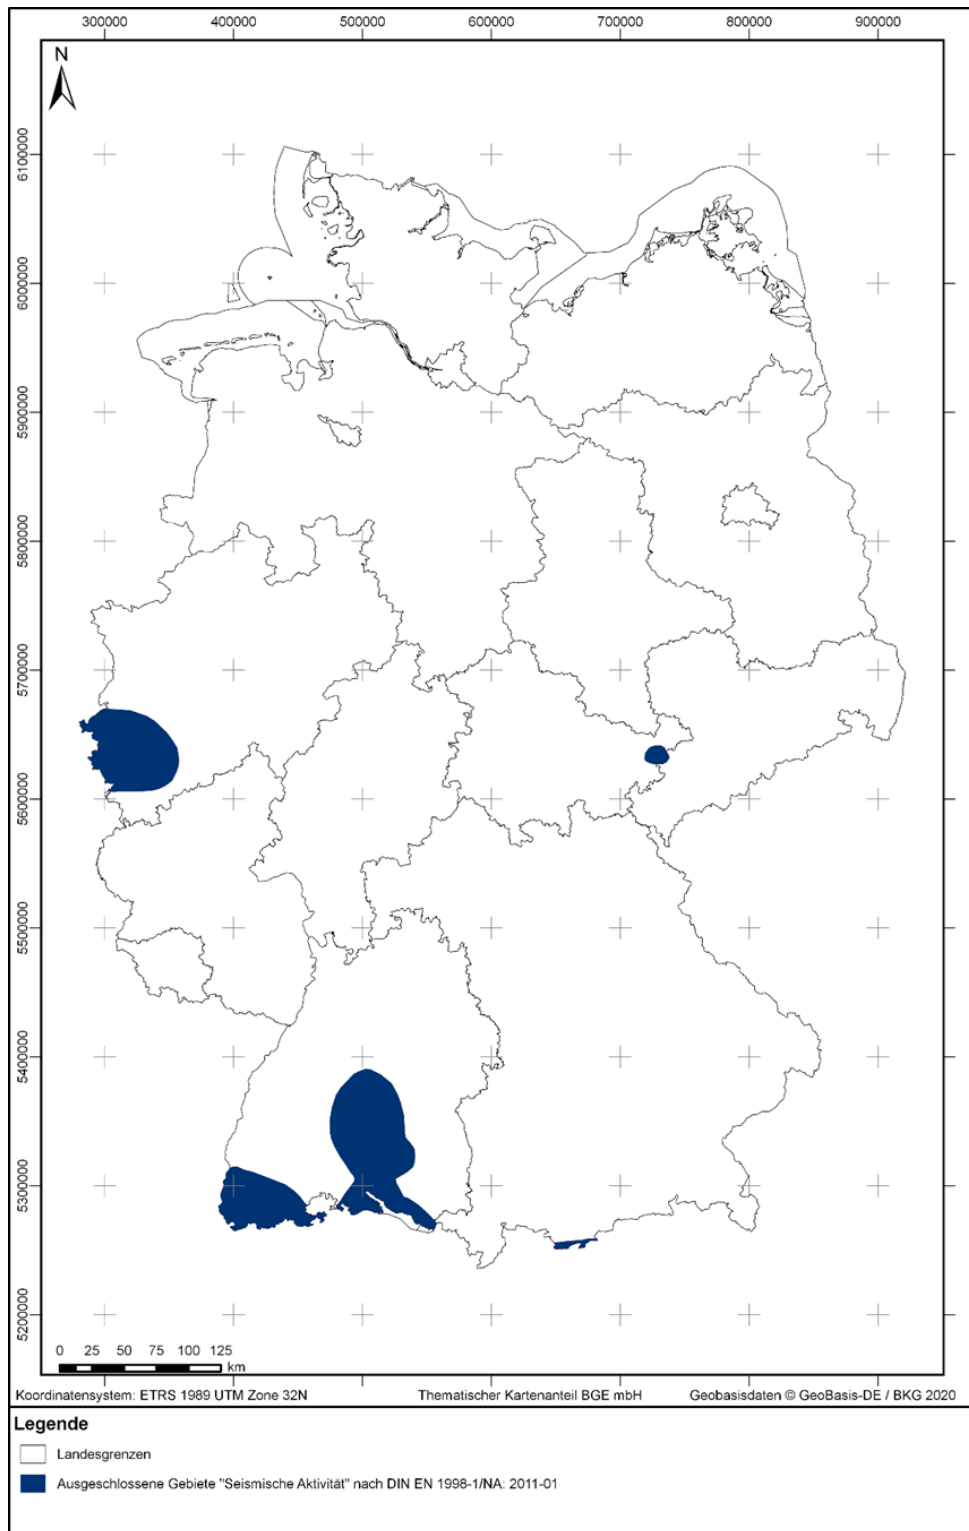 300000 400000 500000 600000 700000 800000 900000
N
6100000
6000000
5900000
5800000
5700000
5600000
5500000
5400000
5300000
5200000
0 25 50 75 100 125
km
Koordinatensystem: ETRS 1989 UTM Zone 32N Thematischer Kartenanteil BGE mbH Geobasisdaten © GeoBasis-DE / BKG 2020
Legende
Landesgrenzen
Ausgeschlossene Gebiete "Seismische Aktivität" nach DIN EN 1998-1/NA: 2011-01